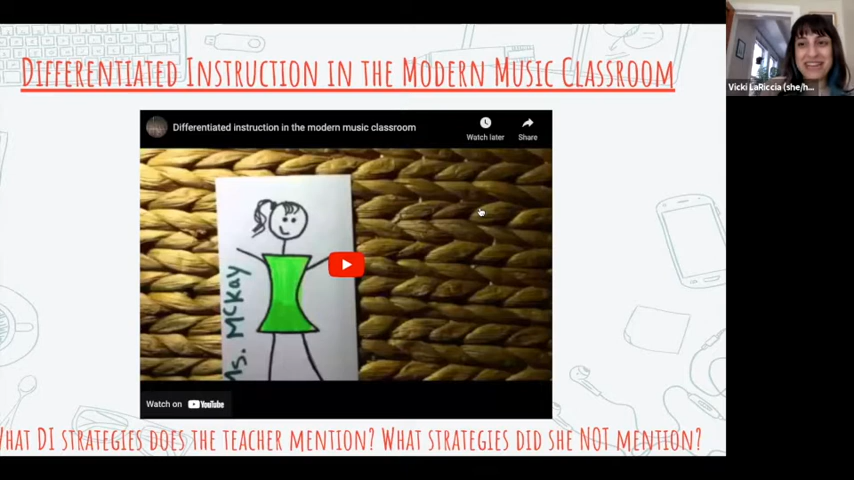 Differentiated Instruction in the Modern Music Classroom
Vicki LaRiccia (she/h...
Differentiated instruction in the modern music classroom
Watch later
Share
Ms. McKay
Watch on YouTube
What DI strategies does the teacher mention? What strategies did she NOT mention?